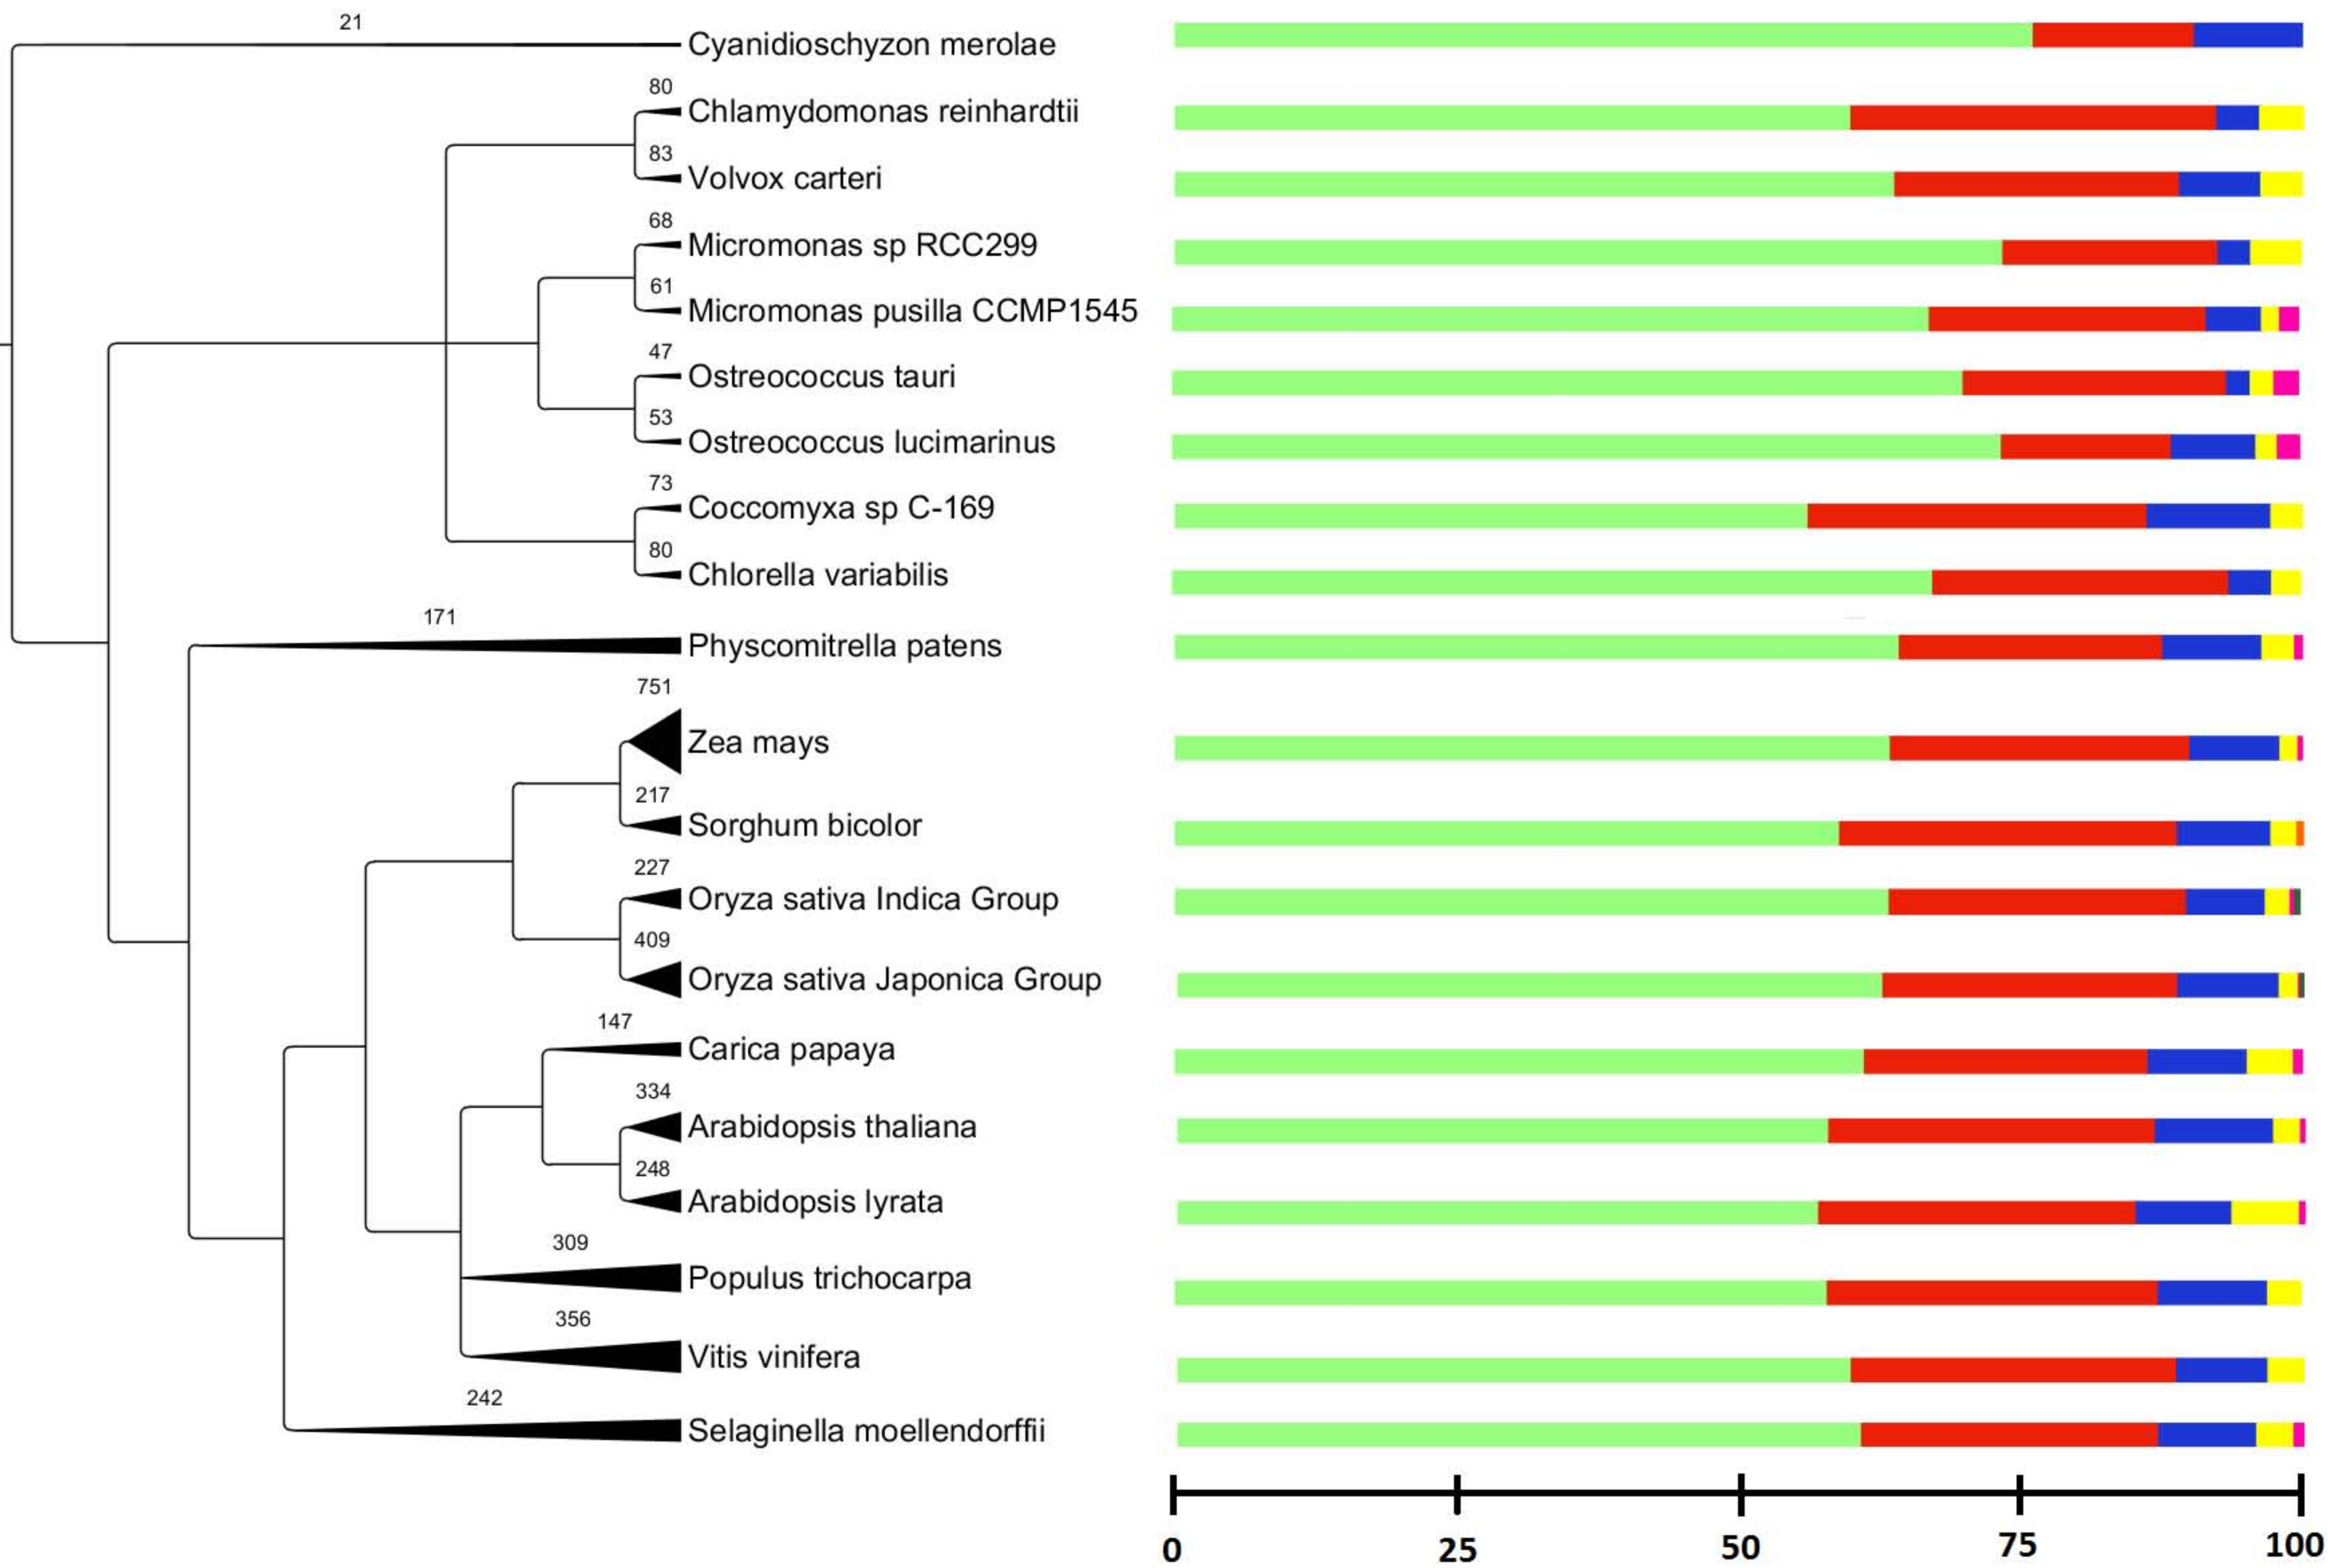 21
Cyanidioschyzon merolae
80
Chlamydomonas reinhardtii
83
Volvox carteri
68
Micromonas sp RCC299
61
Micromonas pusilla CCMP1545
47
Ostreococcus tauri
53
Ostreococcus lucimarinus
73
Coccomyxa sp C-169
80
Chlorella variabilis
171
Physcomitrella patens
751
Zea mays
217
Sorghum bicolor
227
Oryza sativa Indica Group
409
Oryza sativa Japonica Group
147
Carica papaya
334
Arabidopsis thaliana
248
Arabidopsis lyrata
309
Populus trichocarpa
356
Vitis vinifera
242
Selaginella moellendorffii
0 25 50 75 100